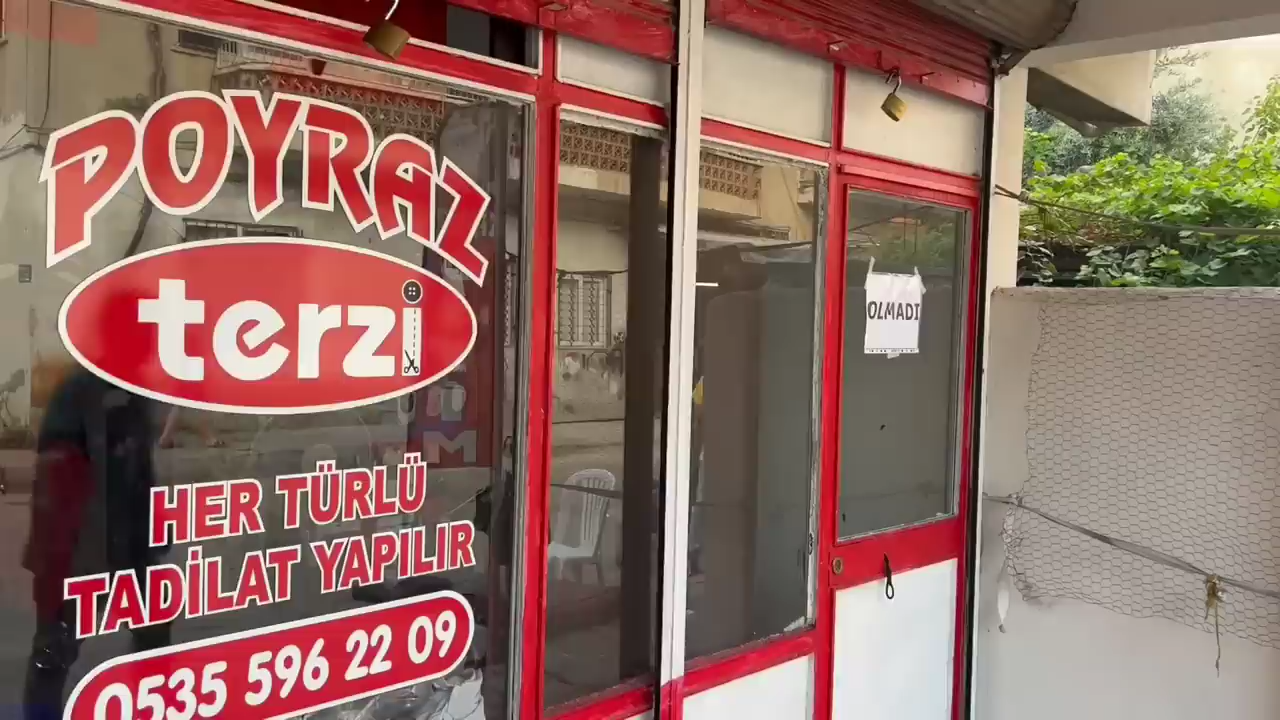 POYRAZ
terzi
HER TÜRLÜ
TADİLAT YAPILIR
0535 596 22 09
OLMADI